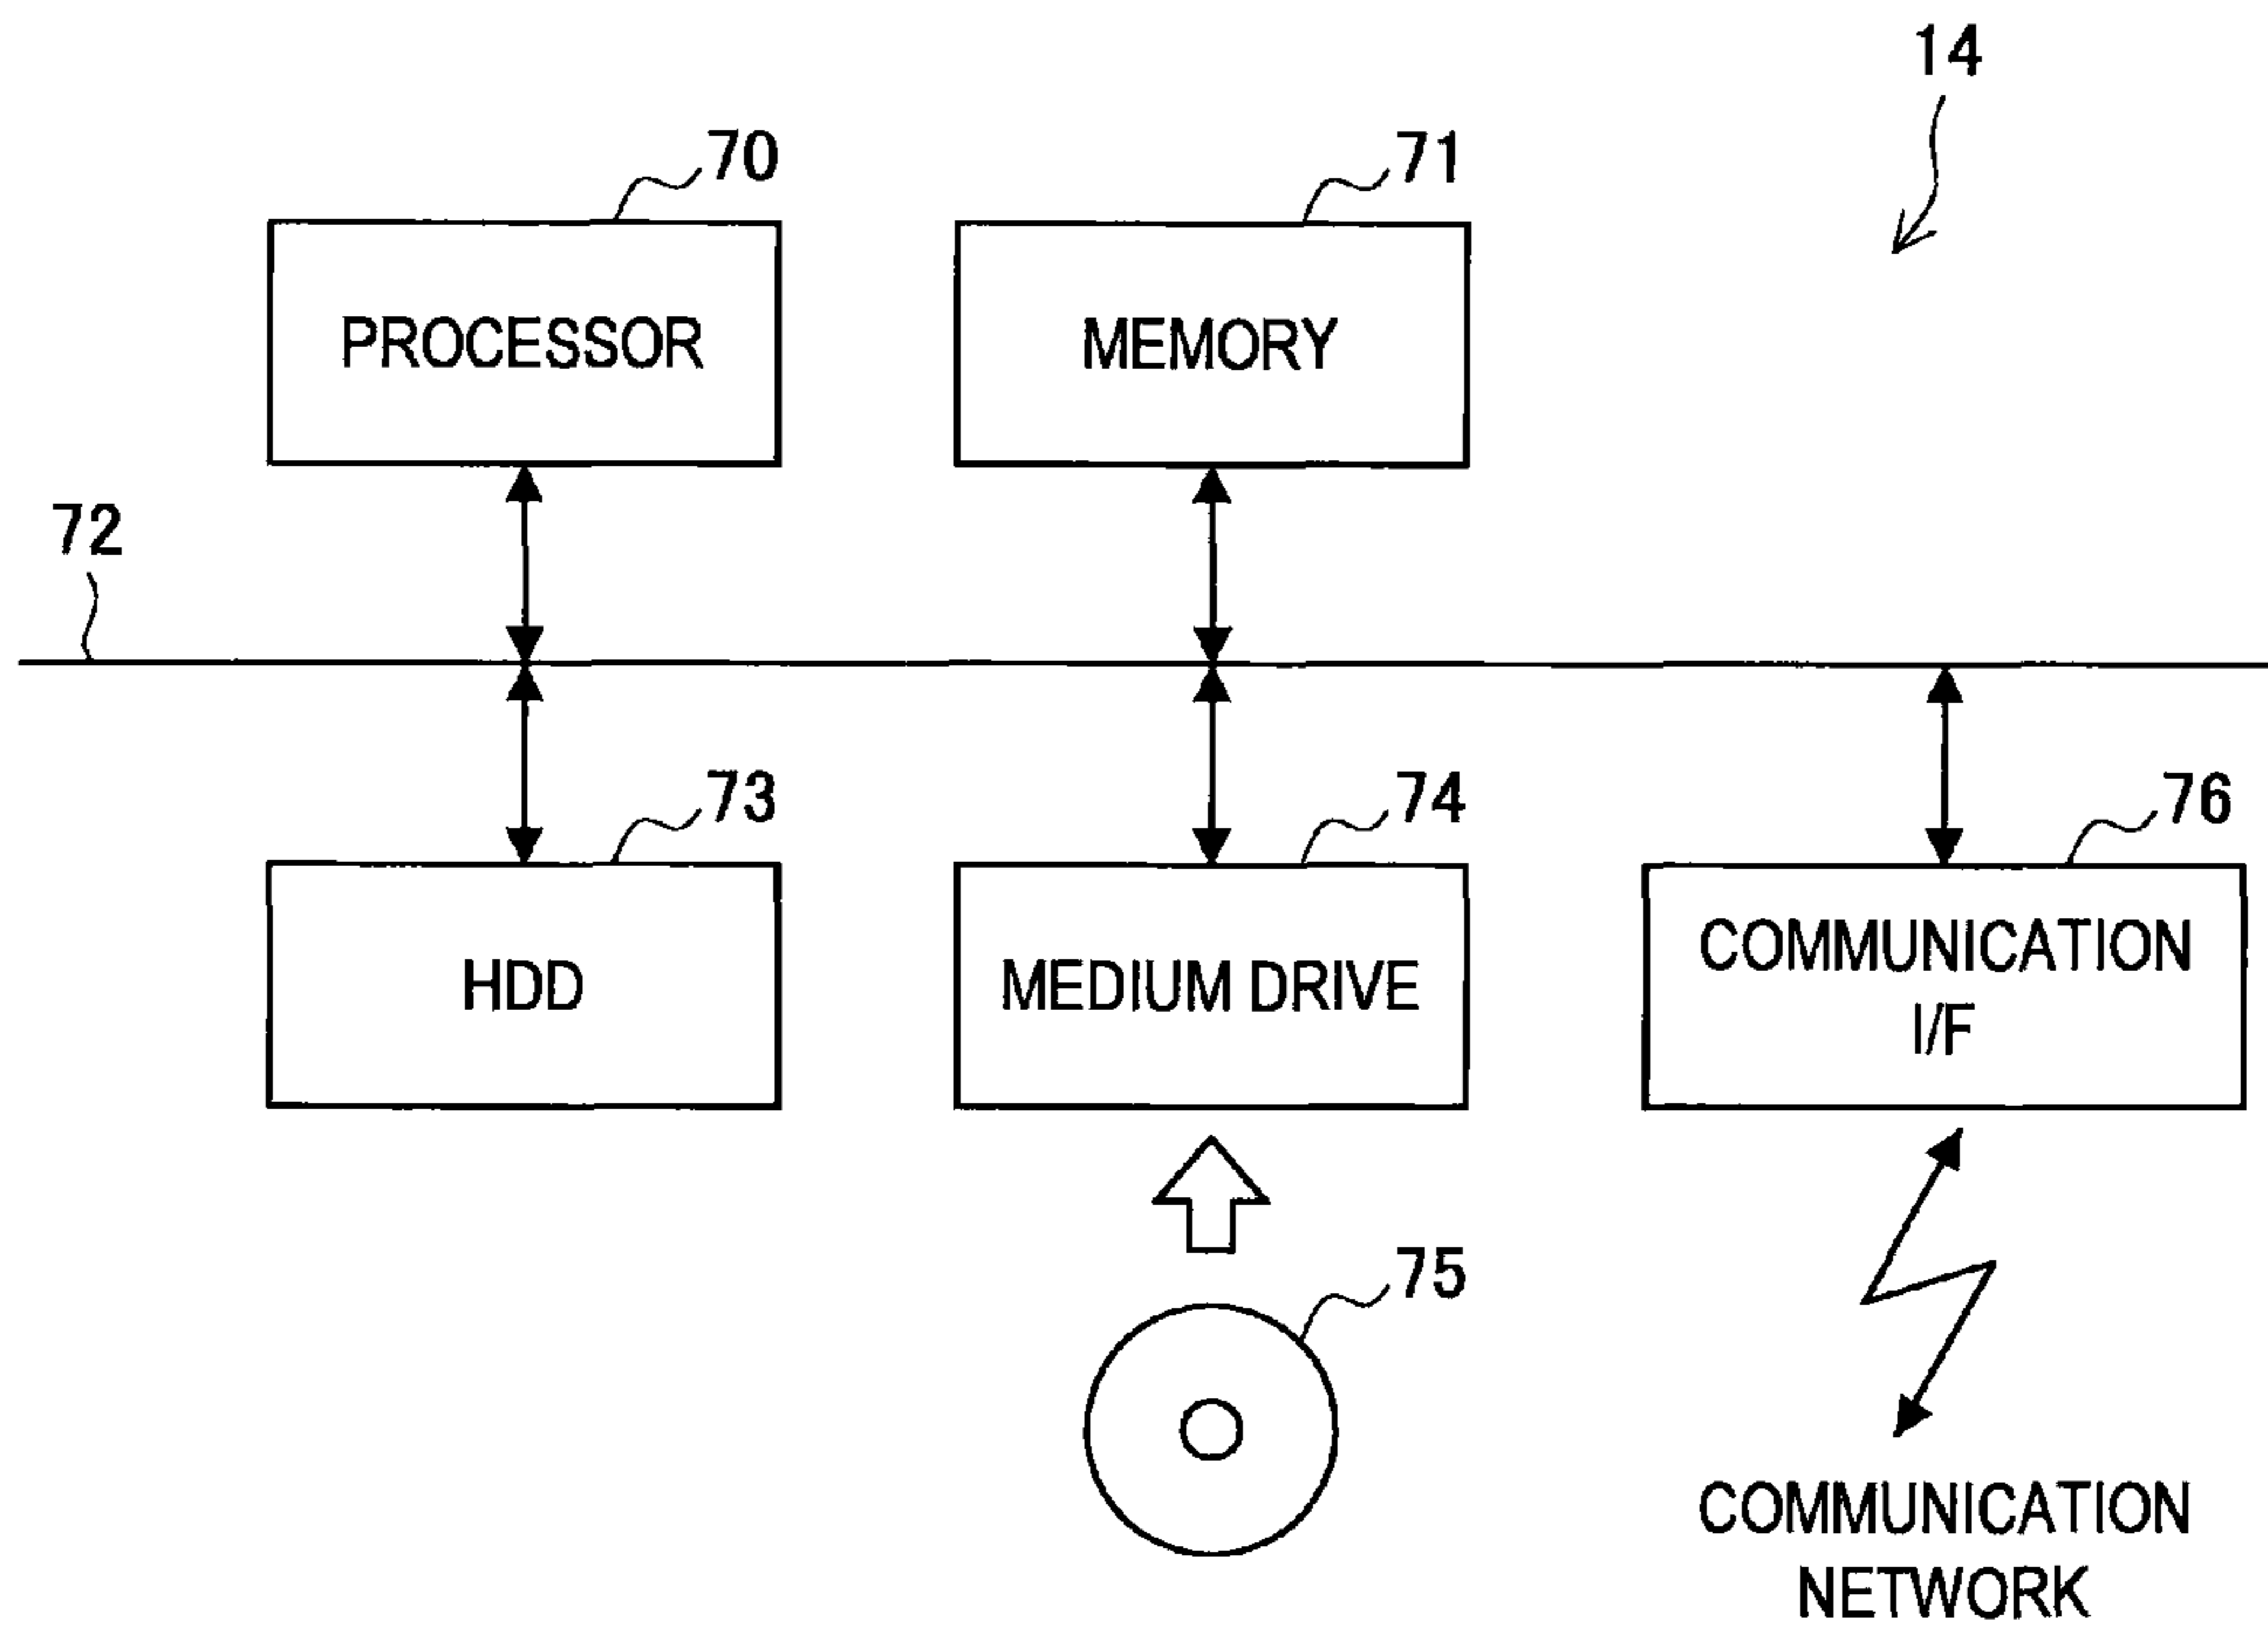 14
70
71
PROCESSOR
MEMORY
72
73
74
76
HDD
MEDIUM DRIVE
COMMUNICATION
I/F
75
COMMUNICATION
NETWORK